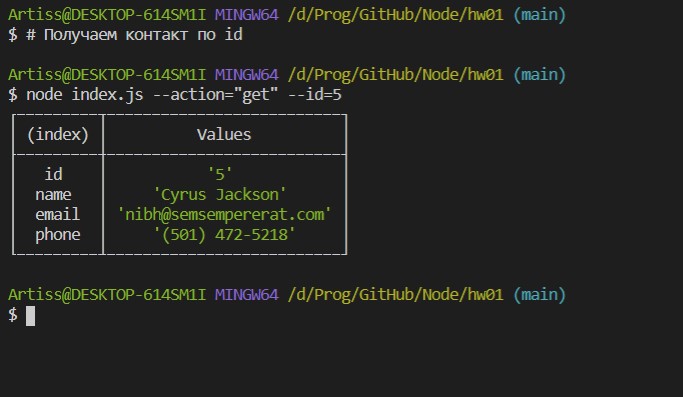 Artiss@DESKTOP-614SM1I MINGW64 /d/Prog/GitHub/Node/hw01 (main)
$ # Получаем контакт по id
Artiss@DESKTOP-614SM1I MINGW64 /d/Prog/GitHub/Node/hw01 (main)
$ node index.js --action="get" --id=5
(index) Values
id '5'
name 'Cyrus Jackson'
email 'nibh@semsempererat.com'
phone '(501) 472-5218'
Artiss@DESKTOP-614SM1I MINGW64 /d/Prog/GitHub/Node/hw01 (main)
$